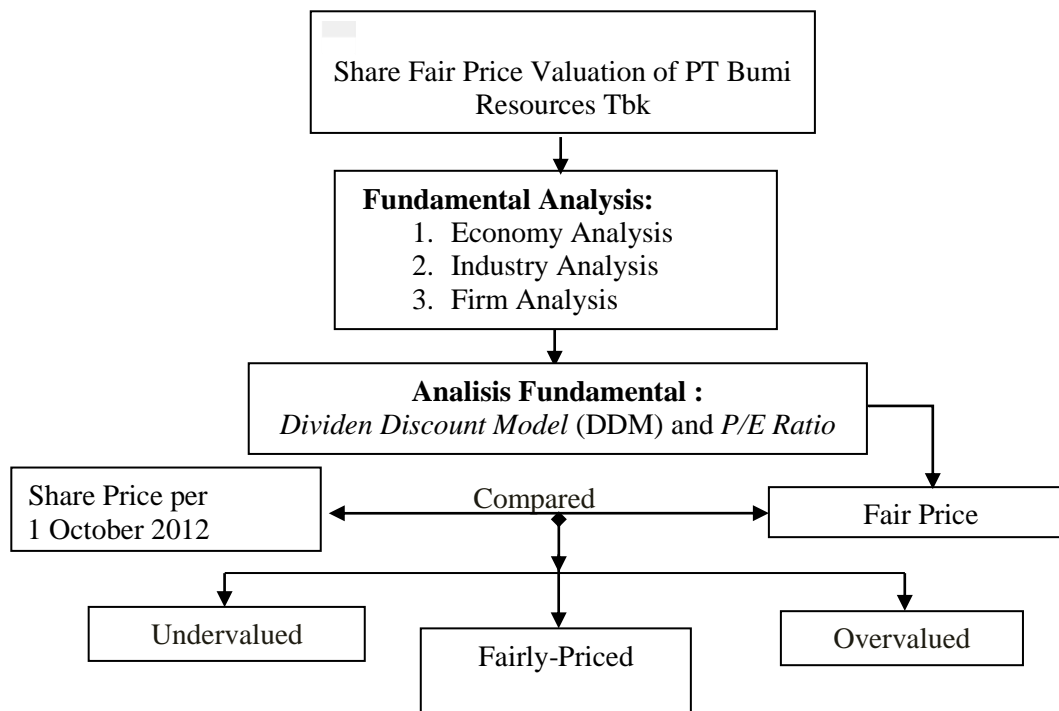 Share Fair Price Valuation of PT Bumi
Resources Tbk
Fundamental Analysis:
1. Economy Analysis
2. Industry Analysis
3. Firm Analysis
Analisis Fundamental :
Dividen Discount Model (DDM) and P/E Ratio
Share Price per
1 October 2012
Compared
Fair Price
Undervalued
Fairly-Priced
Overvalued